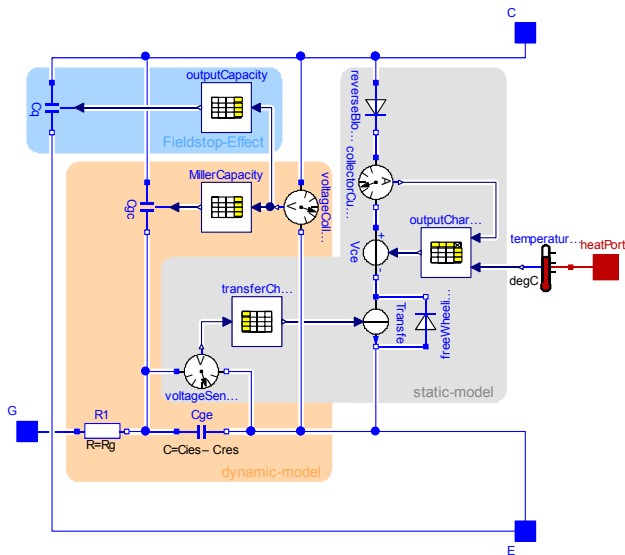 C
outputCapacity
Cq
Fieldstop-Effect
reverseBlo...
MillerCapacity
Cgc
voltageColl...
V
A
collectorCu...
outputChar...
temperatur...
heatPort
degC
+
Vce
-
transferCh...
Transfe
freeWheeli...
V
voltageSen...
static-model
G
R1
R=Rg
Cge
C=Cies– Cres
dynamic-model
E